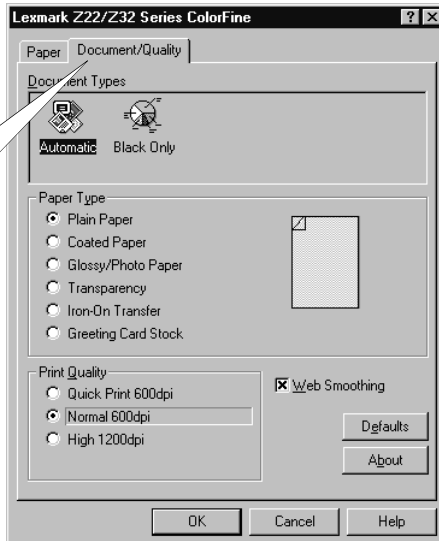 Lexmark Z22/Z32 Series ColorFine
Paper
Document/Quality
Document Types
Automatic
Black Only
Paper Type
Plain Paper
Coated Paper
Glossy/Photo Paper
Transparency
Iron-On Transfer
Greeting Card Stock
Print Quality
Quick Print 600dpi
Normal 600dpi
High 1200dpi
Web Smoothing
Defaults
About
OK
Cancel
Help